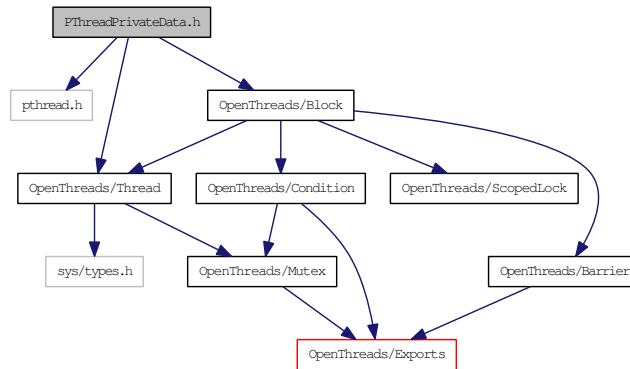 PThreadPrivateData.h
pthread.h
OpenThreads/Block
OpenThreads/Thread
OpenThreads/Condition
OpenThreads/ScopedLock
sys/types.h
OpenThreads/Mutex
OpenThreads/Barrier
OpenThreads/Exports